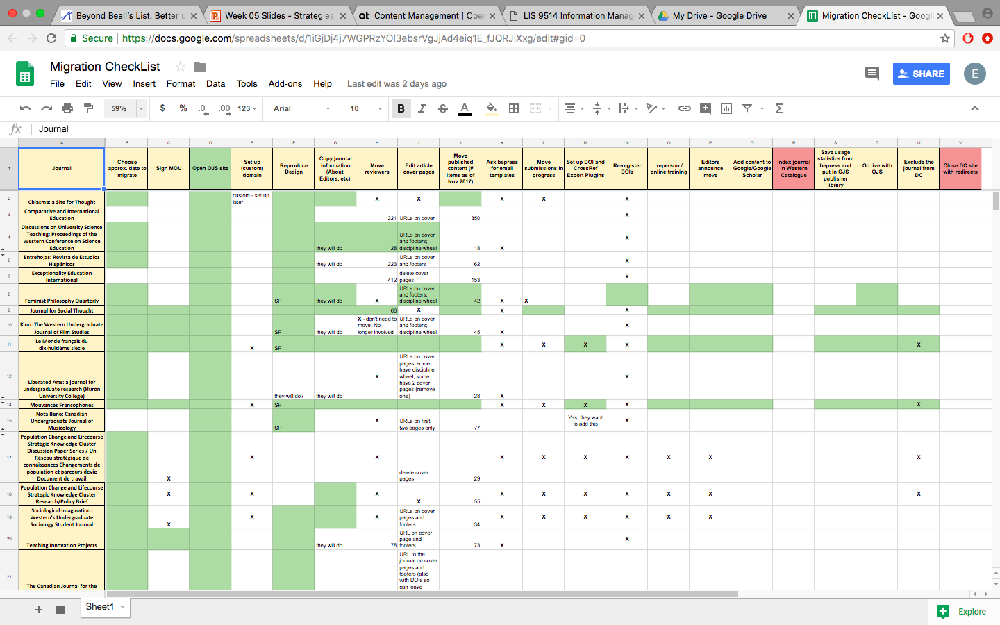 Beyond Beall's List: Better u
Week 05 Slides - Strategies
Content Management | Oper
LIS 9514 Information Manag
My Drive - Google Drive
Migration CheckList - Googl
Secure
https://docs.google.com/spreadsheets/d/1iGjDj4j7WGPRzYOl3ebsrVgJjAd4eiq1E_fJQRJiXxg/edit#gid=0
Migration CheckList
SHARE
E
File Edit View Insert Format Data Tools Add-ons Help Last edit was 2 days ago
59% $ % .0 .00 123 Arial 10 B I S A
fx Journal
A B C D E F G H I J K L M N O P Q R S T U V
1
Journal
Choose approx. date to migrate
Sign MOU
Open OJS site
Set up (custom) domain
Reproduce Design
Copy journal information (About, Editors, etc).
Move reviewers
Edit article cover pages
Move published content (# items as of Nov 2017)
Ask bepress for email templates
Move submissions in progress
Set up DOI and CrossRef Export Plugins
Re-register DOIs
In-person / online training
Editors announce move
Add content to Google/Google Scholar
Index journal in Western Catalogue
Save usage statistics from bepress and put in OJS publisher library
Go live with OJS
Exclude the journal from DC
Close DC site with redirects
2 Chiasma: a Site for Thought custom - set up later X X X X X
3 Comparative and International Education 221 URLs on cover 350 X
4 Discussions on University Science Teaching: Proceedings of the Western Conference on Science Education they will do 28 URLs on cover and footers; discipline wheel 18 X X
6 Entrehojas: Revista de Estudios Hispánicos they will do 223 URLs on cover and footers 62 X
7 Exceptionality Education International 412 delete cover pages 153 X
8 Feminist Philosophy Quarterly SP they will do X URLs on cover and footers; discipline wheel 42 X X
9 Journal for Social Thought 66 X X X
10 Kino: The Western Undergraduate Journal of Film Studies SP they will do X - don't need to move. No longer involved URLs on cover and footers; discipline wheel 45 X X
11 Le Monde français du dix-huitième siècle X SP X X X X X
12 Liberated Arts: a journal for undergraduate research (Huron University College) they will do? they will do X URLs on cover pages; some have discipline wheel, some have 2 cover pages (remove one) 28 X X
14 Mouvances Francophones X SP X X X X X
15 Nota Bene: Canadian Undergraduate Journal of Musicology SP X URLs on first two pages only 77 Yes, they want to add this X
17 Population Change and Lifecourse Strategic Knowledge Cluster Discussion Paper Series / Un Réseau stratégique de connaissances Changements de population et parcours devie Document de travail X X X delete cover pages 29 X X X X X X X
18 Population Change and Lifecourse Strategic Knowledge Cluster Research/Policy Brief X X X X 55 X X X X X X X
19 Sociological Imagination: Western's Undergraduate Sociology Student Journal X X X URLs on cover pages and footers 34 X X X X X X
20 Teaching Innovation Projects they will do 78 URL on cover page and footers 73 X X
21 The Canadian Journal for the URL to the journal on cover pages and footers (also with DOIs so can leave
Sheet1
Explore